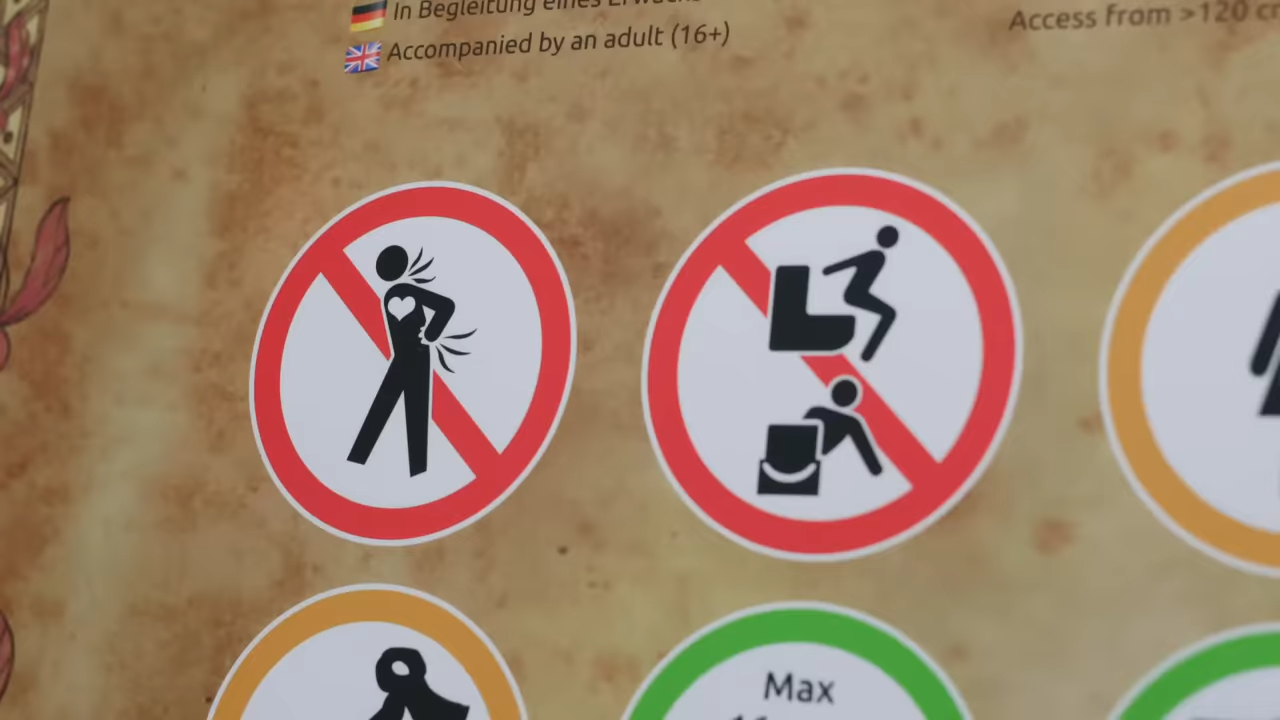 In Begleitung eines
Accompanied by an adult (16+)
Access from >120
Max